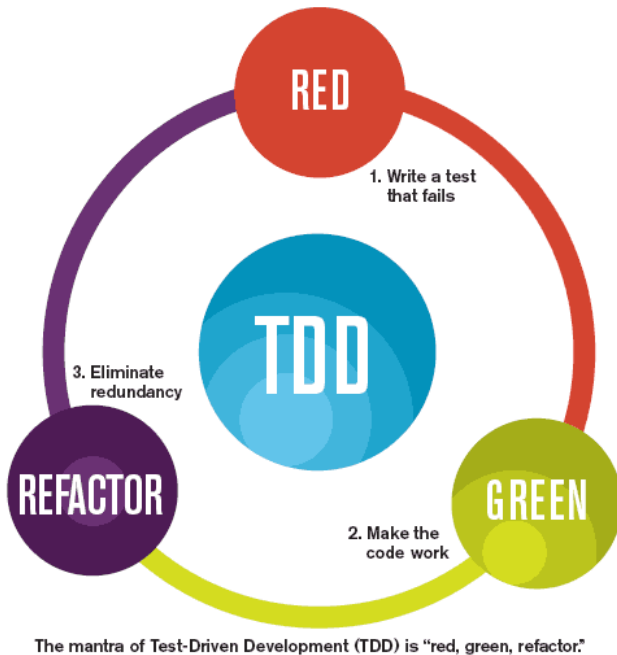 RED
1. Write a test
that fails
TDD
3. Eliminate
redundancy
REFACTOR
GREEN
2. Make the
code work
The mantra of Test-Driven Development (TDD) is “red, green, refactor.”